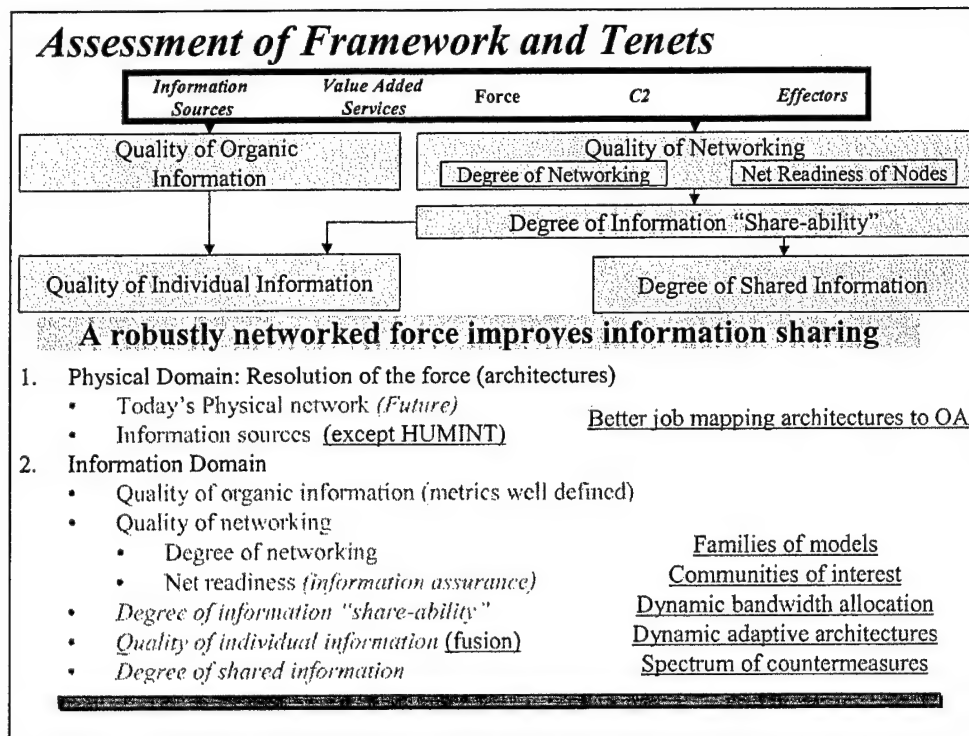 Assessment of Framework and Tenets
Information Sources
Value Added Services
Force
C2
Effectors
Quality of Organic
Information
Quality of Networking
Degree of Networking
Net Readiness of Nodes
Degree of Information "Share-ability"
Quality of Individual Information
Degree of Shared Information
A robustly networked force improves information sharing
1. Physical Domain: Resolution of the force (architectures)
• Today's Physical network (Future)
• Information sources (except HUMINT)
Better job mapping architectures to OA
2. Information Domain
• Quality of organic information (metrics well defined)
• Quality of networking
• Degree of networking
• Net readiness (information assurance)
• Degree of information "share-ability"
• Quality of individual information (fusion)
• Degree of shared information
Families of models
Communities of interest
Dynamic bandwidth allocation
Dynamic adaptive architectures
Spectrum of countermeasures